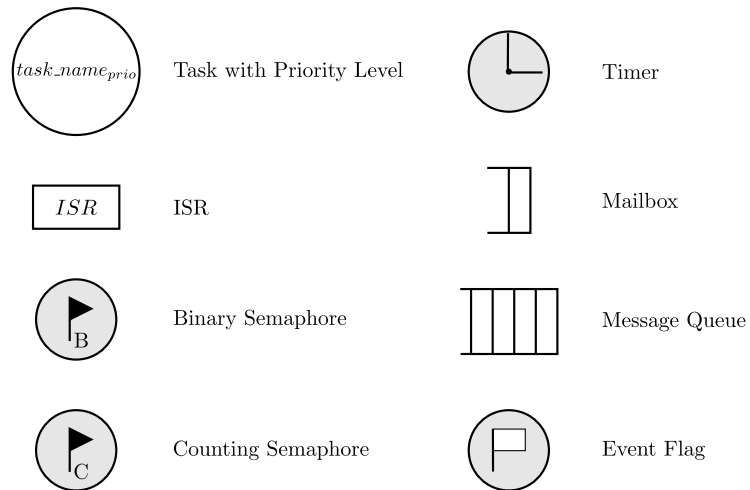 task_name_prio Task with Priority Level Timer
ISR ISR Mailbox
B Binary Semaphore Message Queue
C Counting Semaphore Event Flag